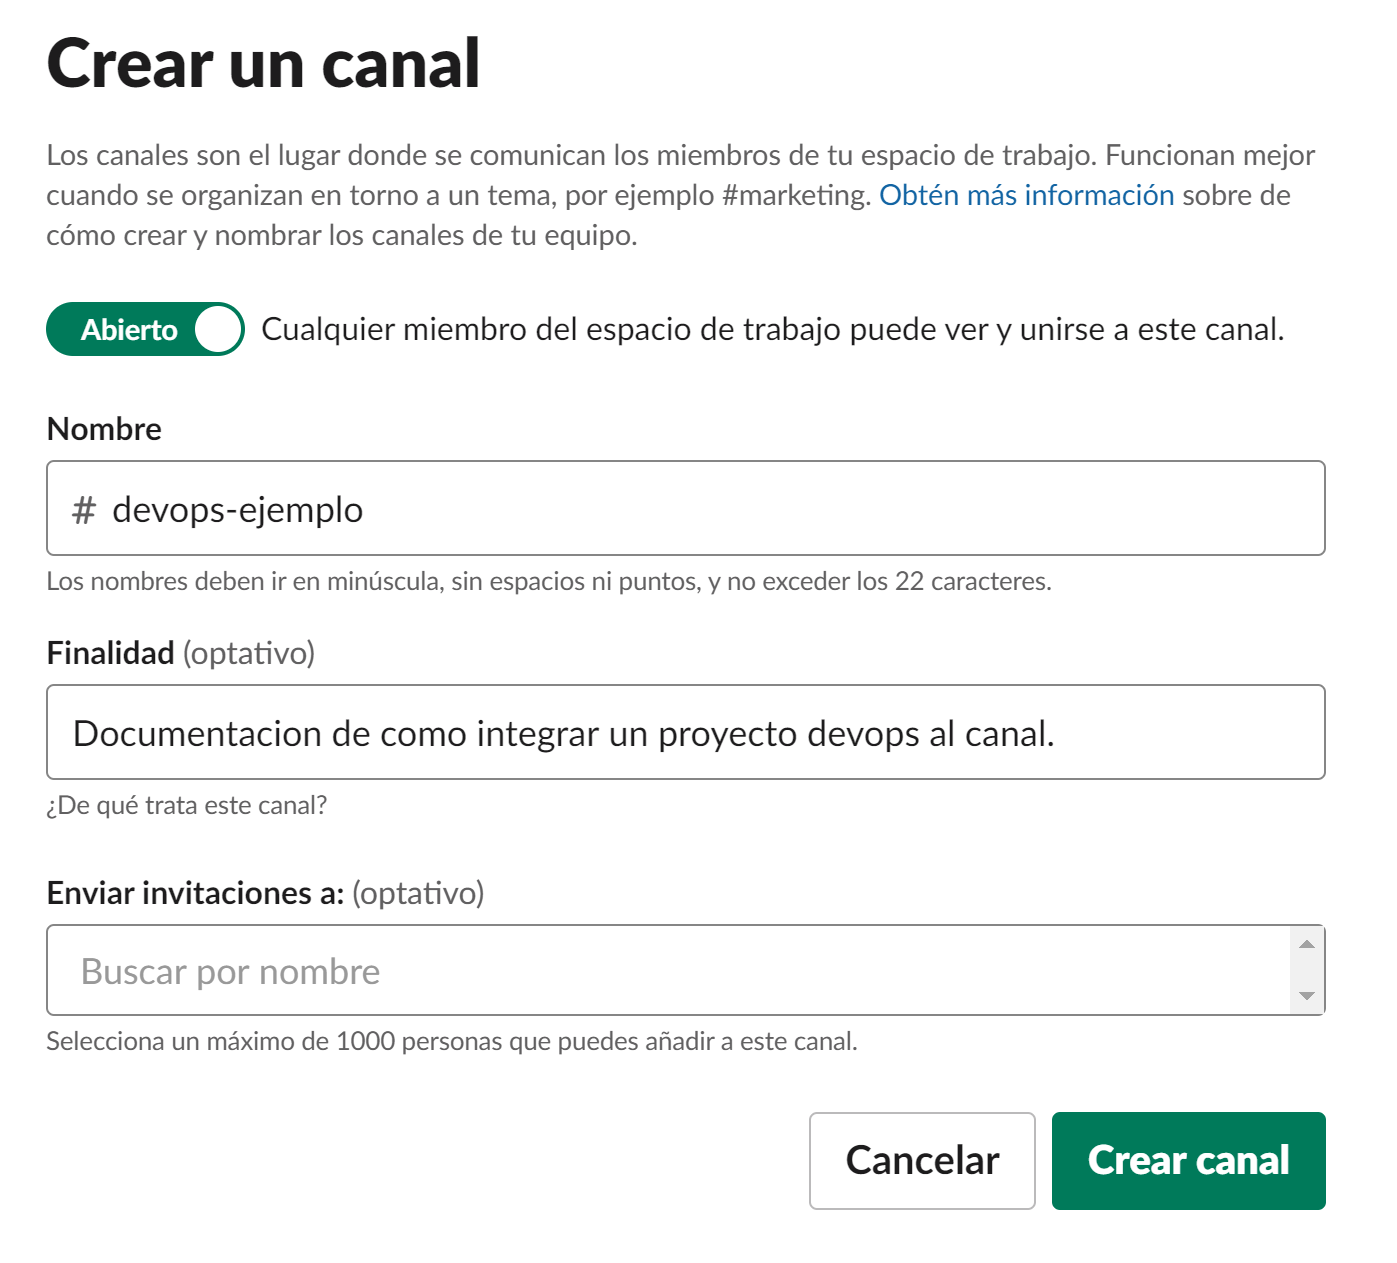 Crear un canal
Los canales son el lugar donde se comunican los miembros de tu espacio de trabajo. Funcionan mejor
cuando se organizan en torno a un tema, por ejemplo #marketing. Obtén más información sobre de
cómo crear y nombrar los canales de tu equipo.
Abierto Cualquier miembro del espacio de trabajo puede ver y unirse a este canal.
Nombre
# devops-ejemplo
Los nombres deben ir en minúscula, sin espacios ni puntos, y no exceder los 22 caracteres.
Finalidad (optativo)
Documentacion de como integrar un proyecto devops al canal.
¿De qué trata este canal?
Enviar invitaciones a: (optativo)
Buscar por nombre
Selecciona un máximo de 1000 personas que puedes añadir a este canal.
Cancelar Crear canal